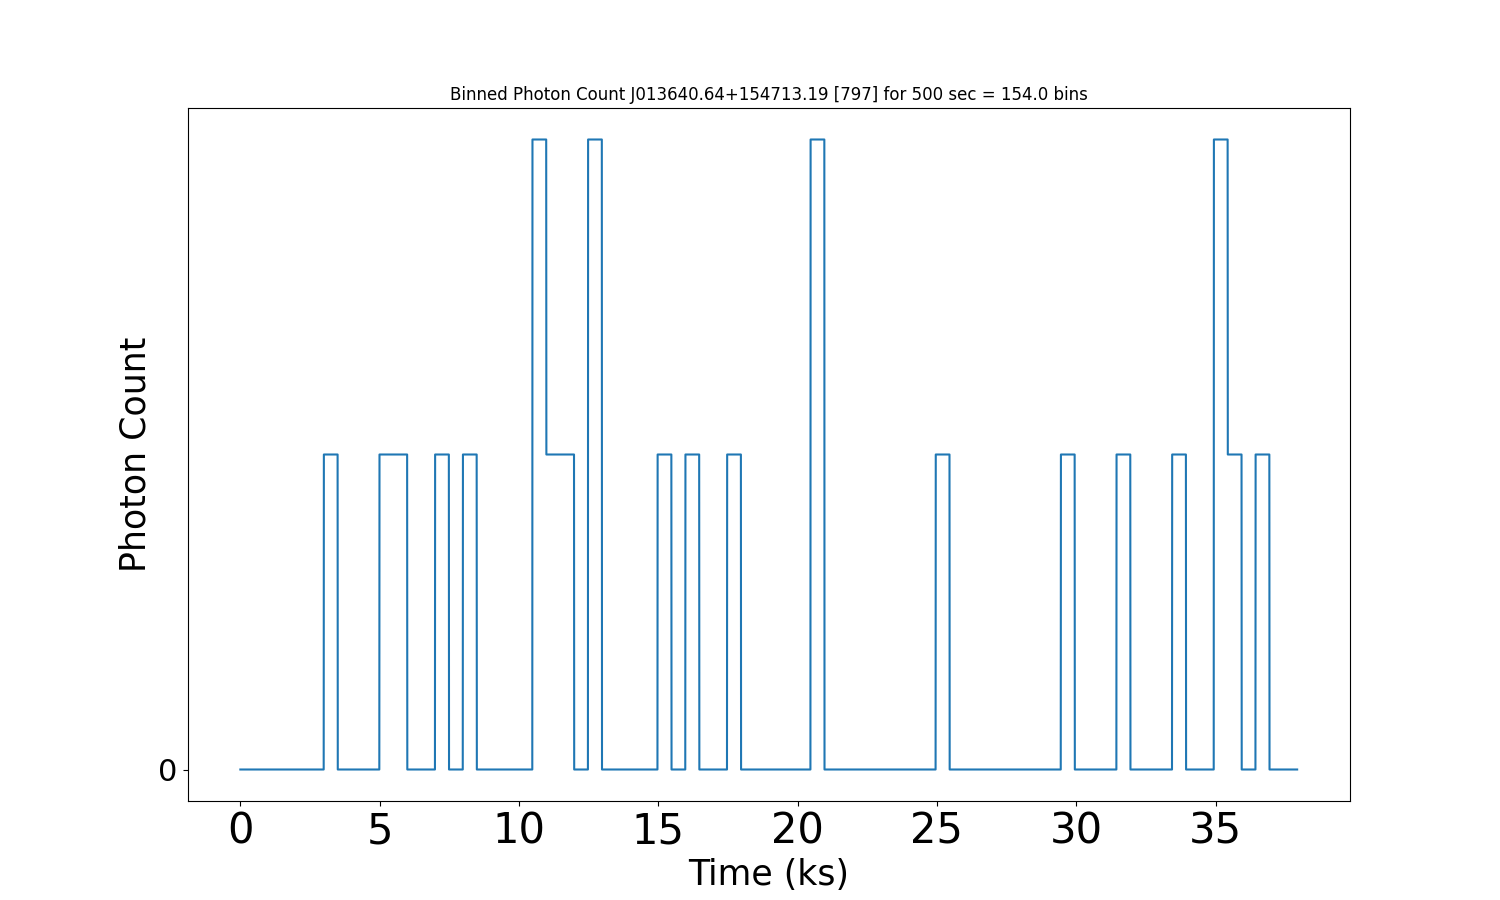 Binned Photon Count J013640.64+154713.19 [797] for 500 sec = 154.0 bins
Photon Count
0
0 5 10 15 20 25 30 35
Time (ks)